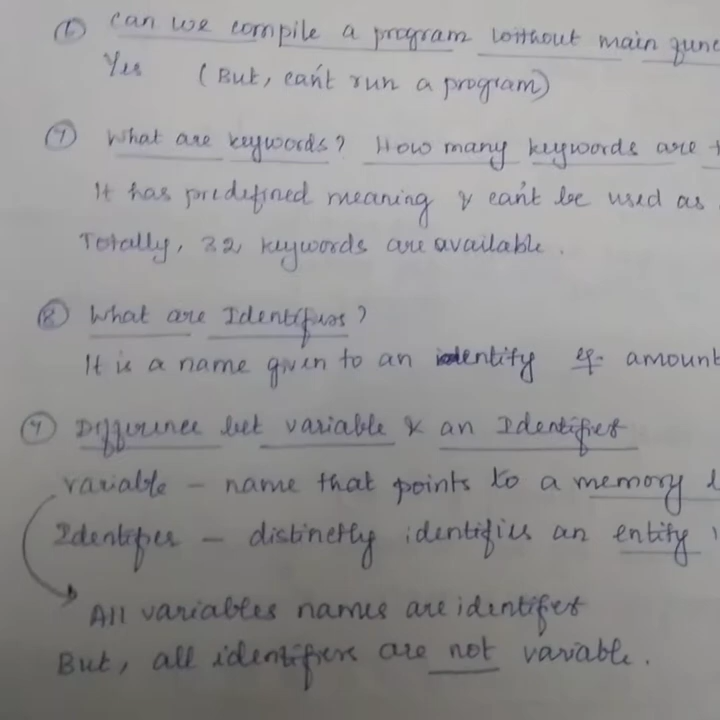 ⑥ Can we compile a program without main func
Yes (But, can't run a program)
⑦ What are keywords? How many keywords are
It has predefined meaning & can't be used as
Totally, 32 keywords are available.
⑧ What are Identifiers?
It is a name given to an identity eg. amount
⑨ Difference bet variable & an Identifier
variable - name that points to a memory
Identifier - distinctly identifies an entity
All variables names are identifier
But, all identifiers are not variable.